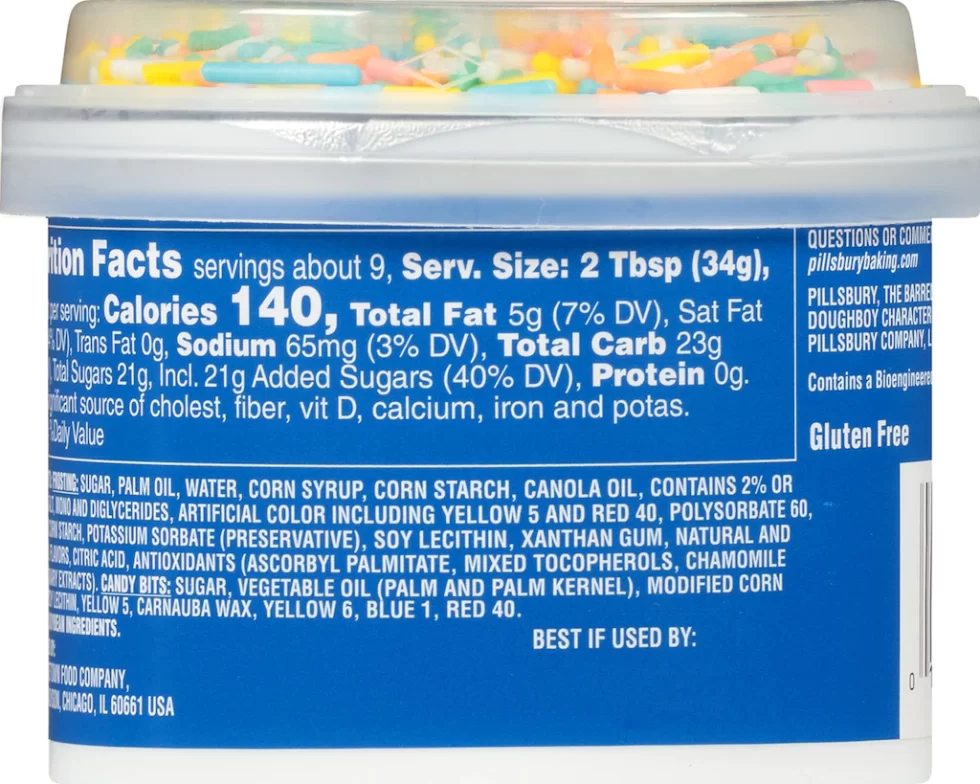 Facts servings about 9, Serv. Size: 2 Tbsp (34g),
per serving: Calories 140, Total Fat 5g (7% DV), Sat Fat
DV), Trans Fat 0g, Sodium 65mg (3% DV), Total Carb 23g
Total Sugars 21g, Incl. 21g Added Sugars (40% DV), Protein 0g.
source of cholest, fiber, vit D, calcium, iron and potas.
Daily Value
FROSTING: SUGAR, PALM OIL, WATER, CORN SYRUP, CORN STARCH, CANOLA OIL, CONTAINS 2% OR
MONO AND DIGLYCERIDES, ARTIFICIAL COLOR INCLUDING YELLOW 5 AND RED 40, POLYSORBATE 60,
STARCH, POTASSIUM SORBATE (PRESERVATIVE), SOY LECITHIN, XANTHAN GUM, NATURAL AND
CITRIC ACID, ANTIOXIDANTS (ASCORBYL PALMITATE, MIXED TOCOPHEROLS, CHAMOMILE
EXTRACTS). CANDY BITS: SUGAR, VEGETABLE OIL (PALM AND PALM KERNEL), MODIFIED CORN
LECITHIN, YELLOW 5, CARNAUBA WAX, YELLOW 6, BLUE 1, RED 40.
INGREDIENTS.
BEST IF USED BY:
FOOD COMPANY,
CHICAGO, IL 60661 USA
QUESTIONS OR
pillsburybaking.com
PILLSBURY, THE
DOUGHBOY CHARACTER
PILLSBURY COMPANY,
Contains a
Gluten Free
0